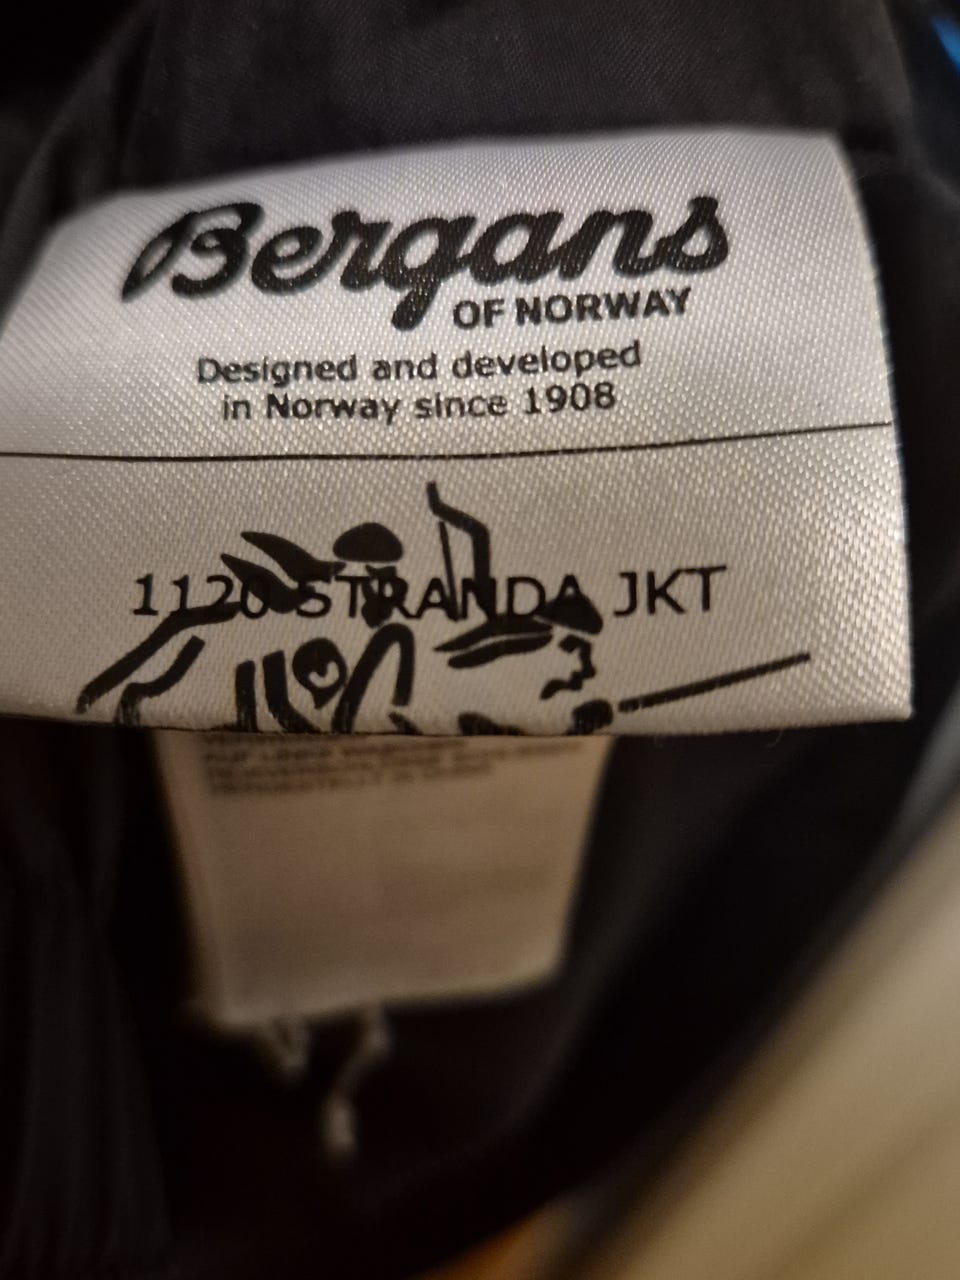 Bergans
OF NORWAY
Designed and developed
in Norway since 1908
1120 STRANDA JKT